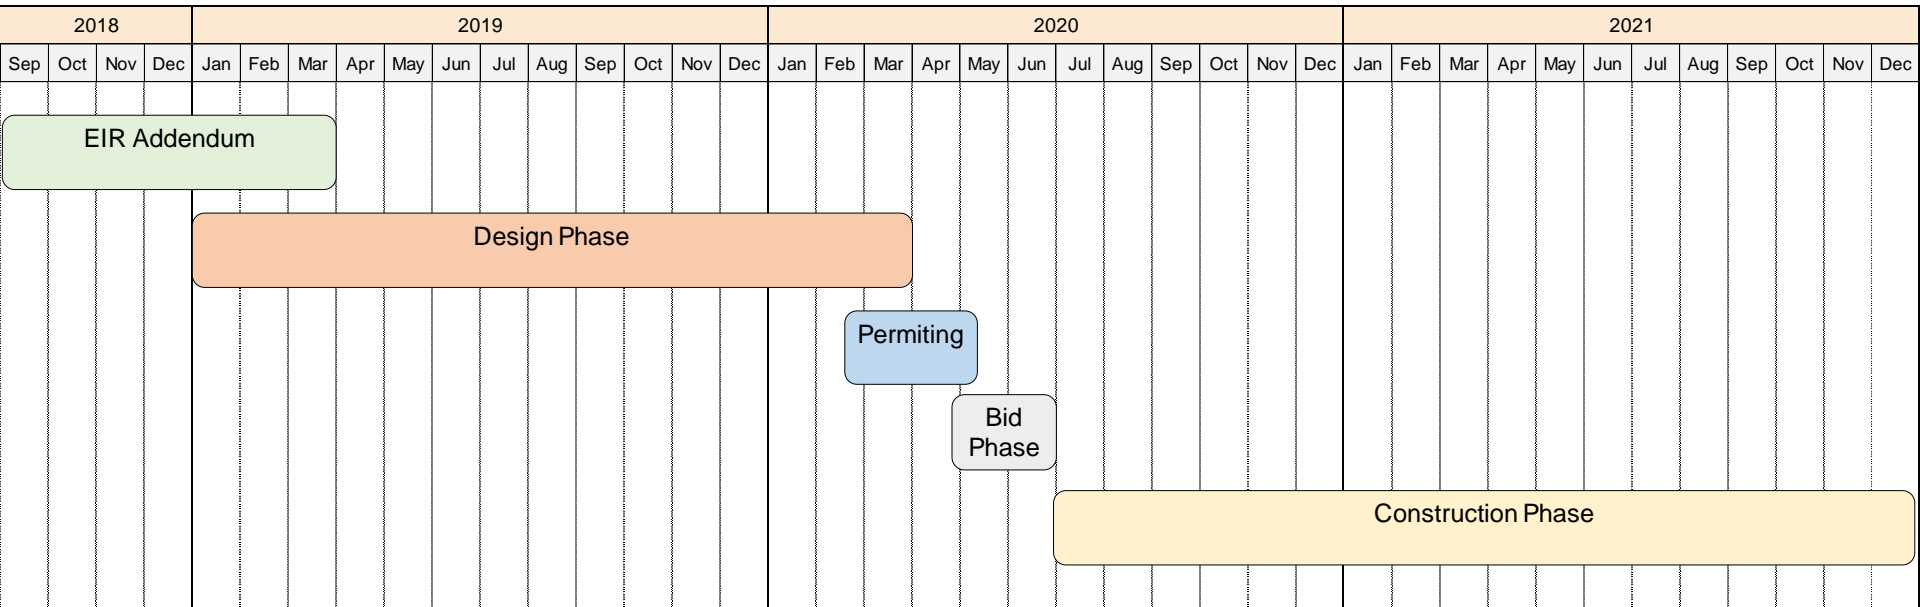 2018 2019 2020 2021
Sep Oct Nov Dec Jan Feb Mar Apr May Jun Jul Aug Sep Oct Nov Dec Jan Feb Mar Apr May Jun Jul Aug Sep Oct Nov Dec Jan Feb Mar Apr May Jun Jul Aug Sep Oct Nov Dec
EIR Addendum
Design Phase
Permiting
Bid
Phase
Construction Phase